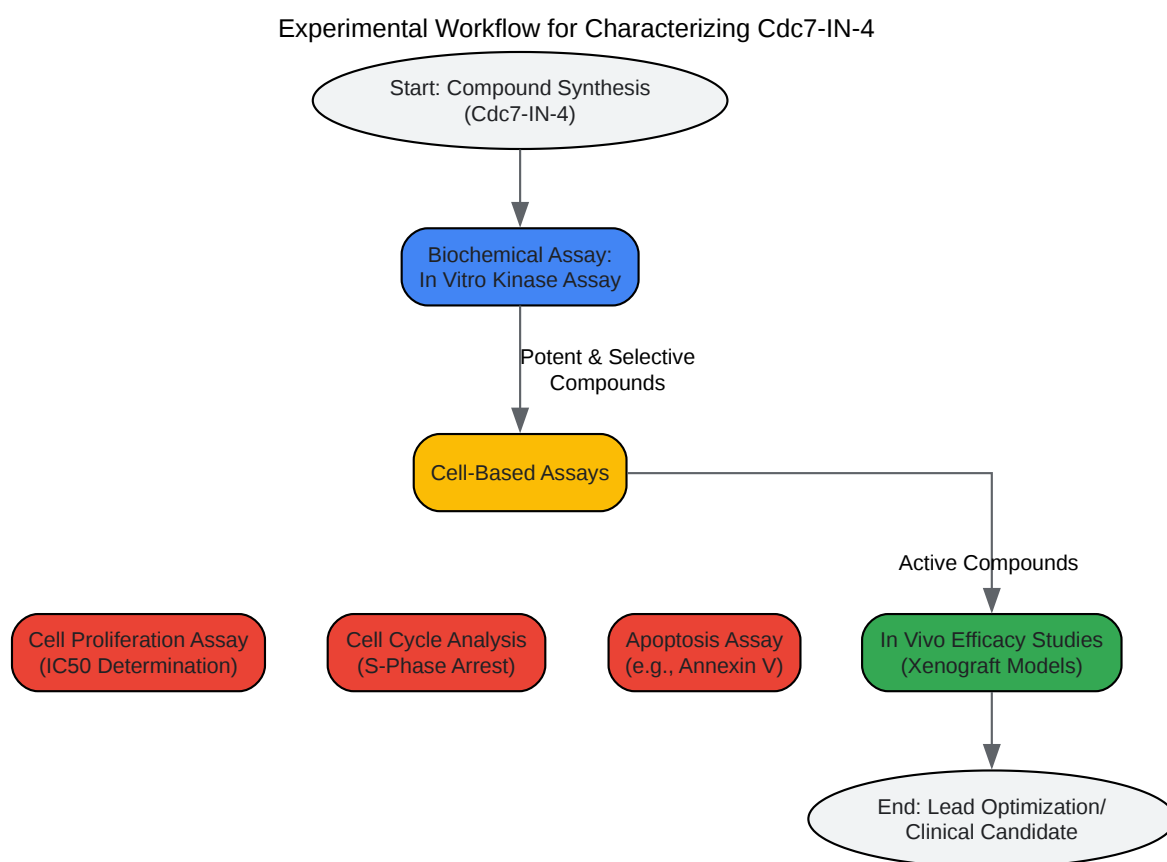 Experimental Workflow for Characterizing Cdc7-IN-4
Start: Compound Synthesis
(Cdc7-IN-4)
Biochemical Assay:
In Vitro Kinase Assay
Potent & Selective
Compounds
Cell-Based Assays
Active Compounds
Cell Proliferation Assay
(IC50 Determination)
Cell Cycle Analysis
(S-Phase Arrest)
Apoptosis Assay
(e.g., Annexin V)
In Vivo Efficacy Studies
(Xenograft Models)
End: Lead Optimization/
Clinical Candidate